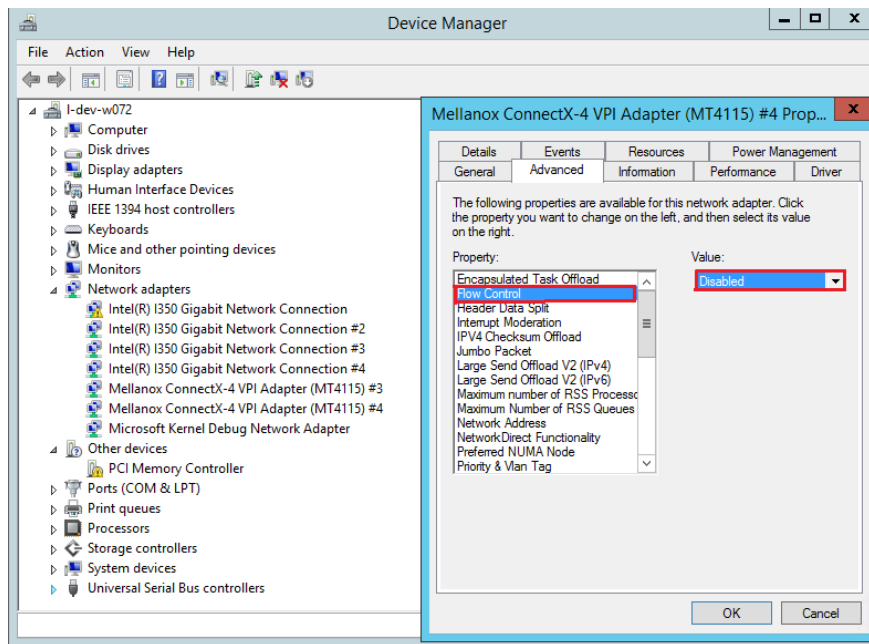 Device Manager
File Action View Help
l-dev-w072
Computer
Disk drives
Display adapters
Human Interface Devices
IEEE 1394 host controllers
Keyboards
Mice and other pointing devices
Monitors
Network adapters
Intel(R) I350 Gigabit Network Connection
Intel(R) I350 Gigabit Network Connection #2
Intel(R) I350 Gigabit Network Connection #3
Intel(R) I350 Gigabit Network Connection #4
Mellanox ConnectX-4 VPI Adapter (MT4115) #3
Mellanox ConnectX-4 VPI Adapter (MT4115) #4
Microsoft Kernel Debug Network Adapter
Other devices
PCI Memory Controller
Ports (COM & LPT)
Print queues
Processors
Storage controllers
System devices
Universal Serial Bus controllers
Mellanox ConnectX-4 VPI Adapter (MT4115) #4 Prop...
Details Events Resources Power Management
General Advanced Information Performance Driver
The following properties are available for this network adapter. Click
the property you want to change on the left, and then select its value
on the right.
Property:
Value:
Encapsulated Task Offload
Flow Control
Header Data Split
Interrupt Moderation
IPV4 Checksum Offload
Jumbo Packet
Large Send Offload V2 (IPv4)
Large Send Offload V2 (IPv6)
Maximum number of RSS Processo
Maximum Number of RSS Queues
Network Address
NetworkDirect Functionality
Preferred NUMA Node
Priority & Vlan Tag
Disabled
OK Cancel